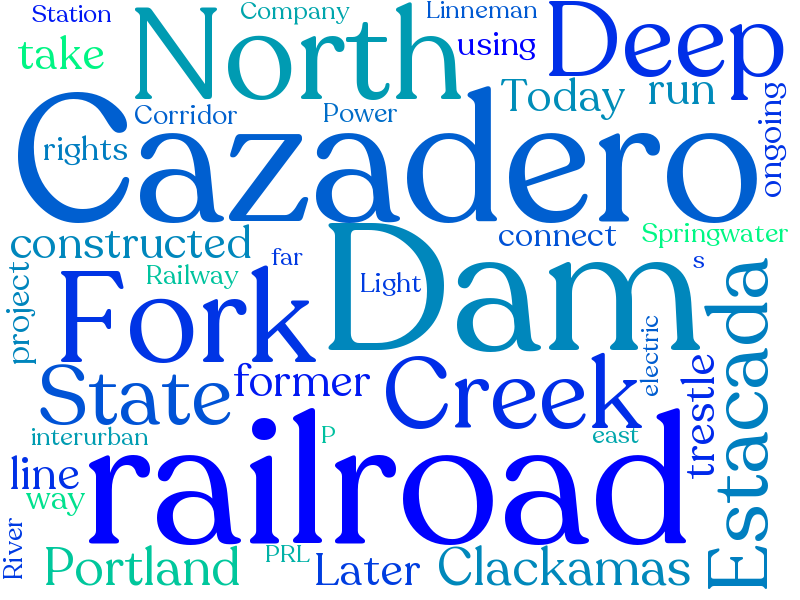 Station
Company
Linneman
take
North
using
Deep
Today
run
ongoing
Corridor
Power
rights
Cazadero
constructed
connect
Springwater
far
s
project
Railway
Light
Fork
Dam
Estacada
electric
State
former
Creek
trestle
interurban
P
east
line
railroad
way
River
Portland
PRL
Later
Clackamas